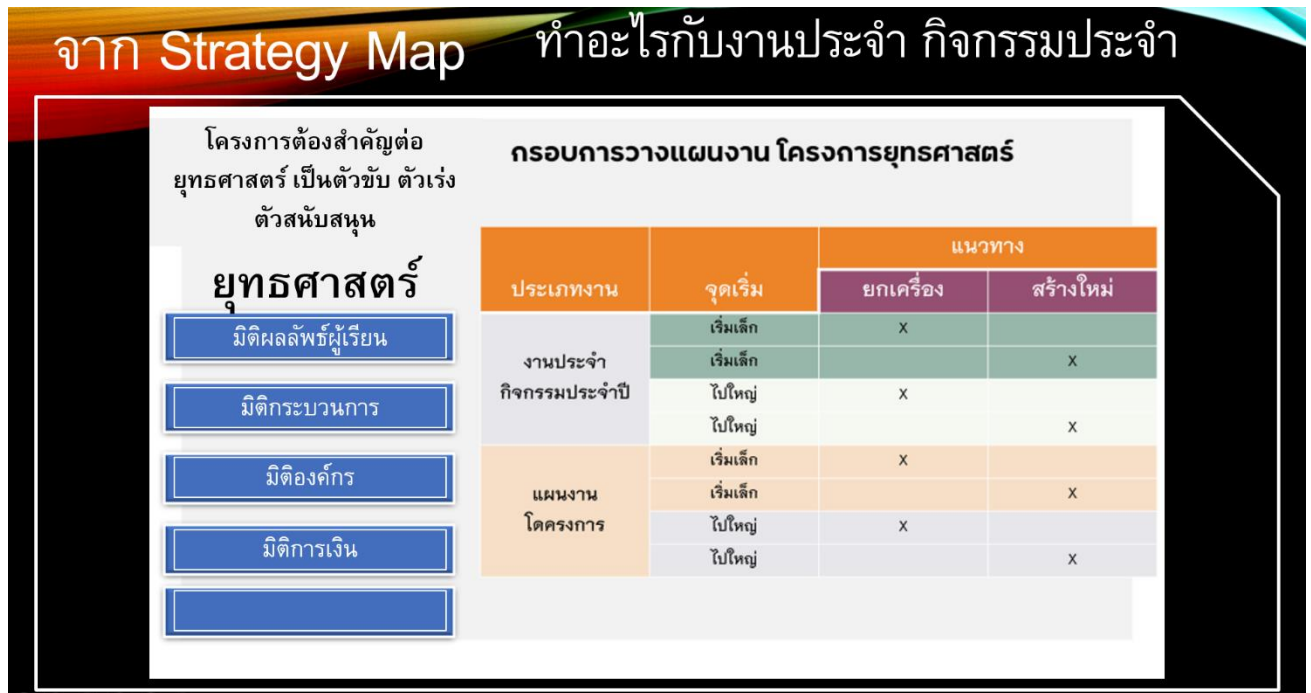 จาก Strategy Map
ทำอะไรกับงานประจำ กิจกรรมประจำ
โครงการต้องสำคัญต่อ
ยุทธศาสตร์ เป็นตัวขับ ตัวเร่ง
ตัวสนับสนุน
ยุทธศาสตร์
มิติผลลัพธ์ผู้เรียน
มิติกระบวนการ
มิติองค์กร
มิติการเงิน
กรอบการวางแผนงาน โครงการยุทธศาสตร์
แนวทาง
ประเภทงาน จุดเริ่ม ยกเครื่อง สร้างใหม่
งานประจำ
กิจกรรมประจำปี
เริ่มเล็ก X
เริ่มเล็ก X
ไปใหญ่ X
ไปใหญ่ X
แผนงาน
โดครงการ
เริ่มเล็ก X
เริ่มเล็ก X
ไปใหญ่ X
ไปใหญ่ X